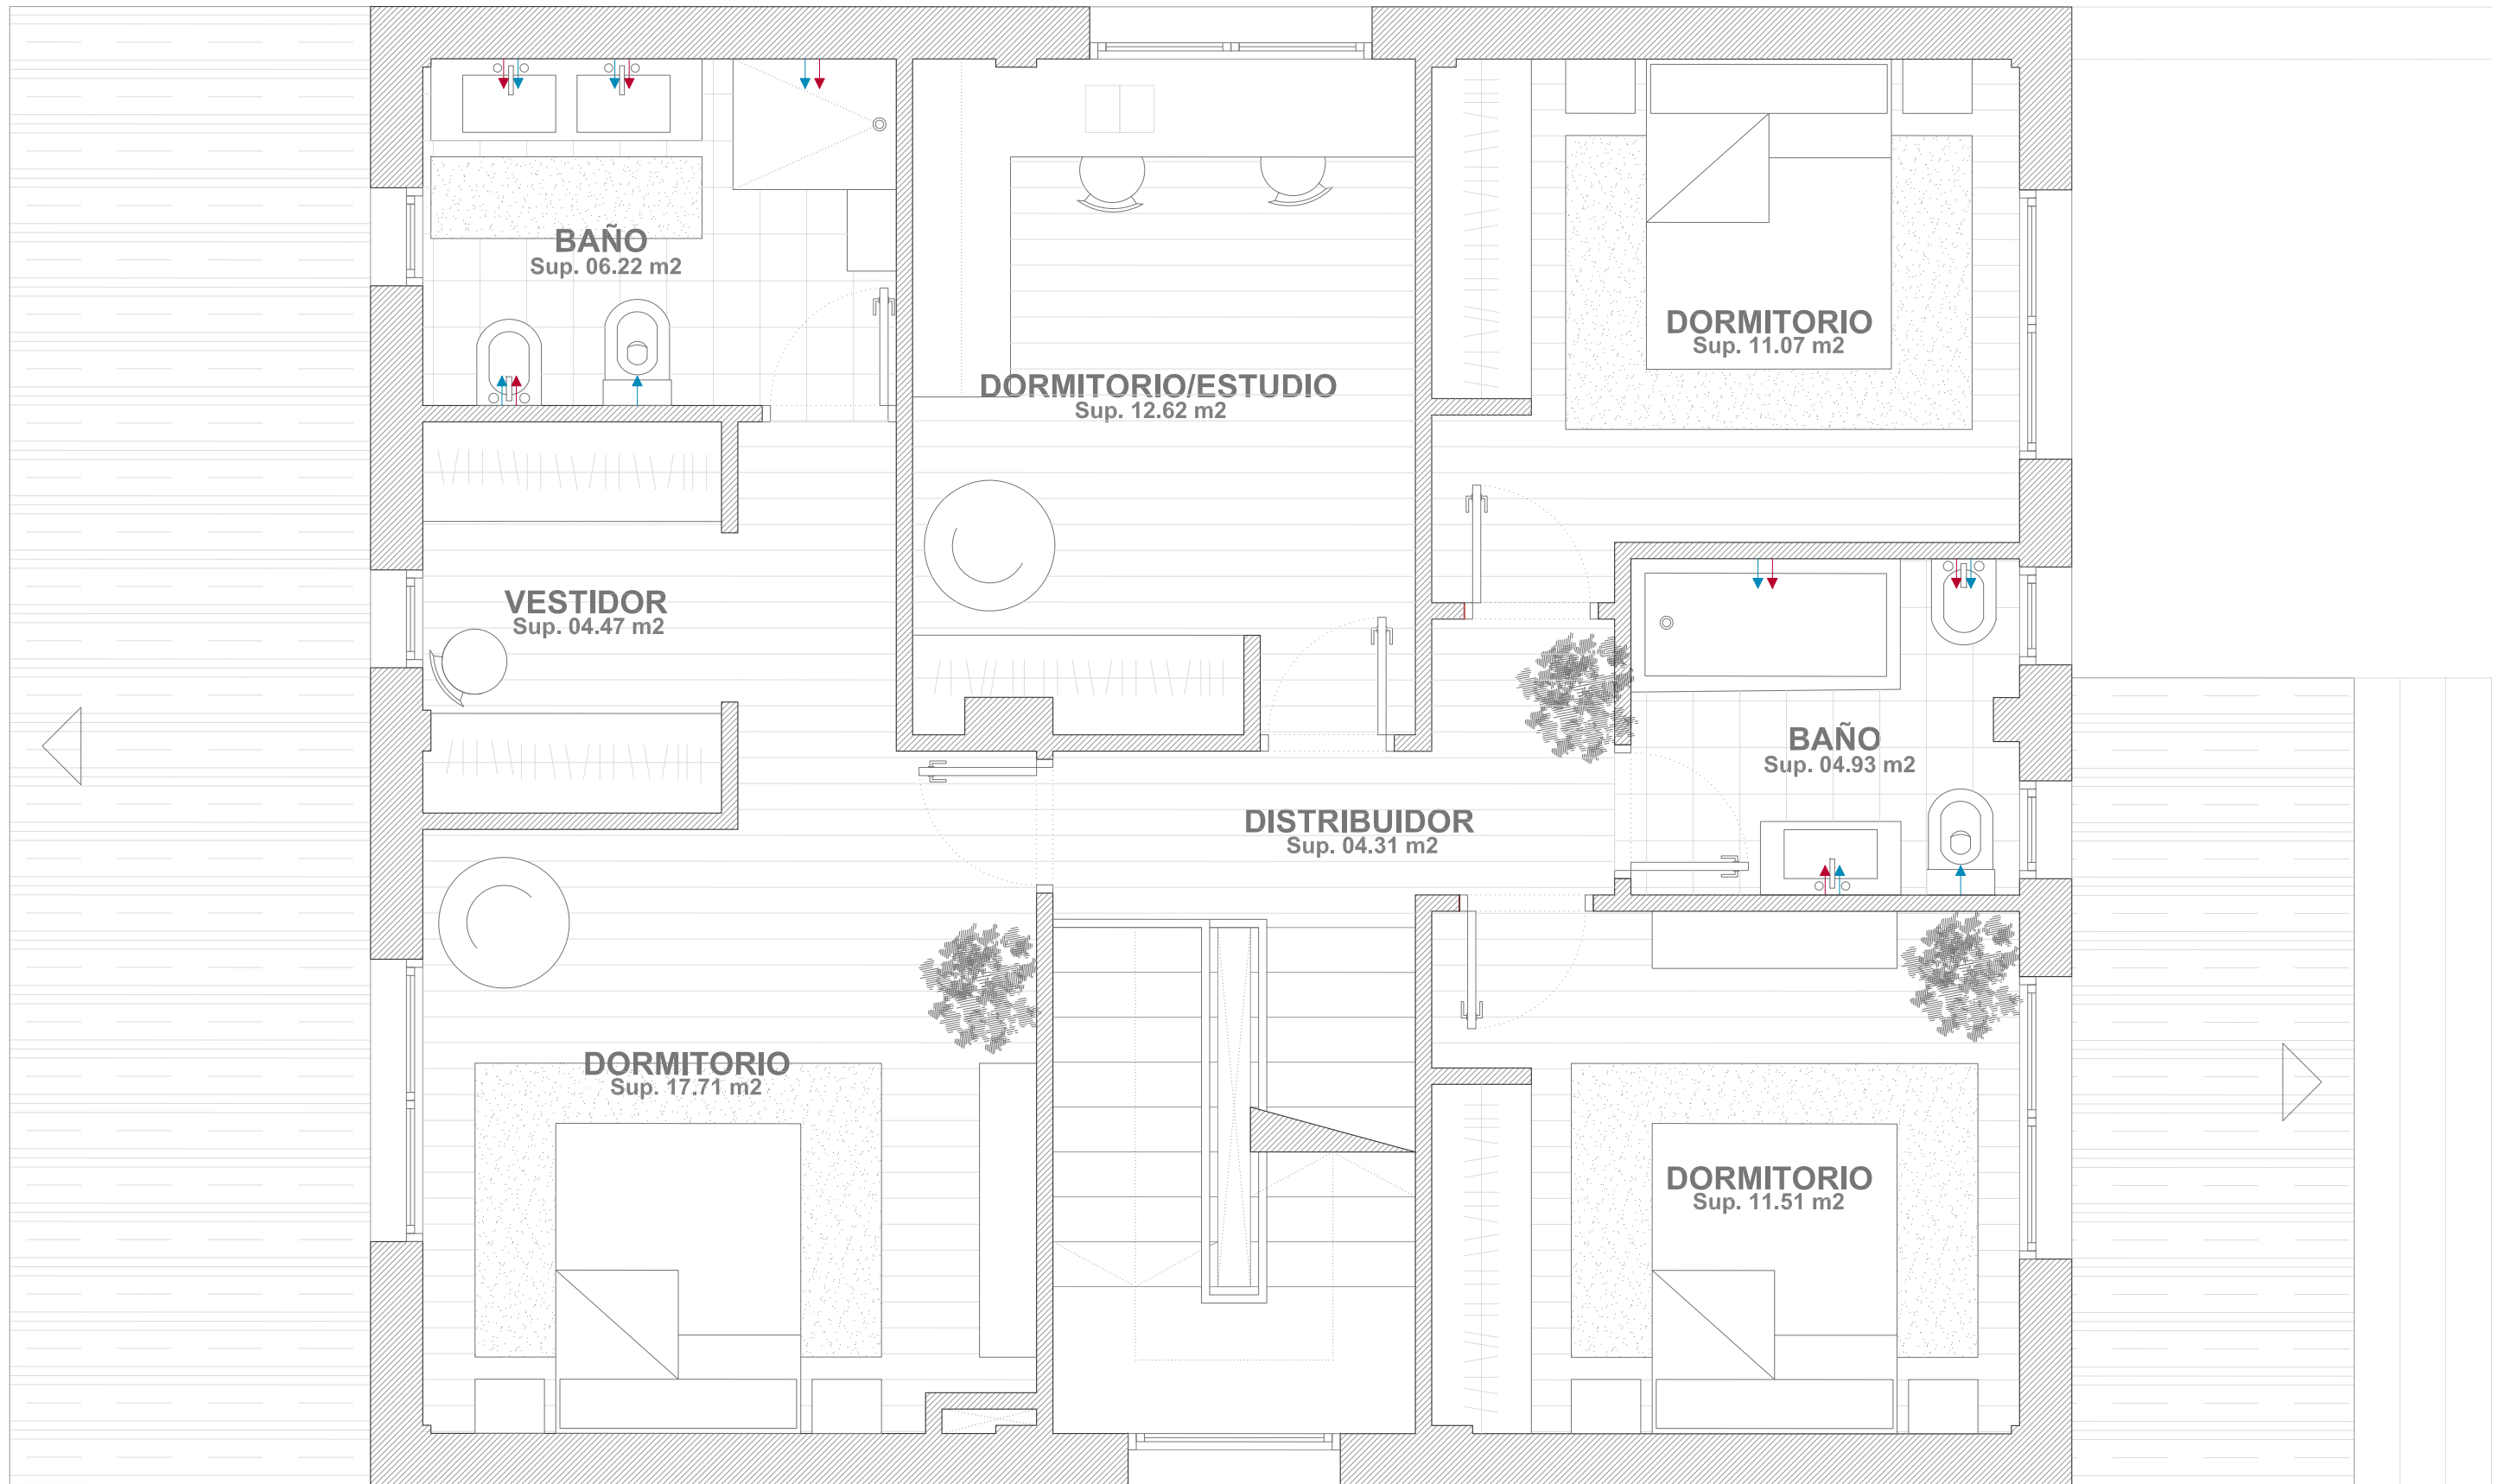 BAÑO
Sup. 06.22 m2
DORMITORIO/ESTUDIO
Sup. 12.62 m2
DORMITORIO
Sup. 11.07 m2
VESTIDOR
Sup. 04.47 m2
BAÑO
Sup. 04.93 m2
DISTRIBUIDOR
Sup. 04.31 m2
DORMITORIO
Sup. 17.71 m2
DORMITORIO
Sup. 11.51 m2